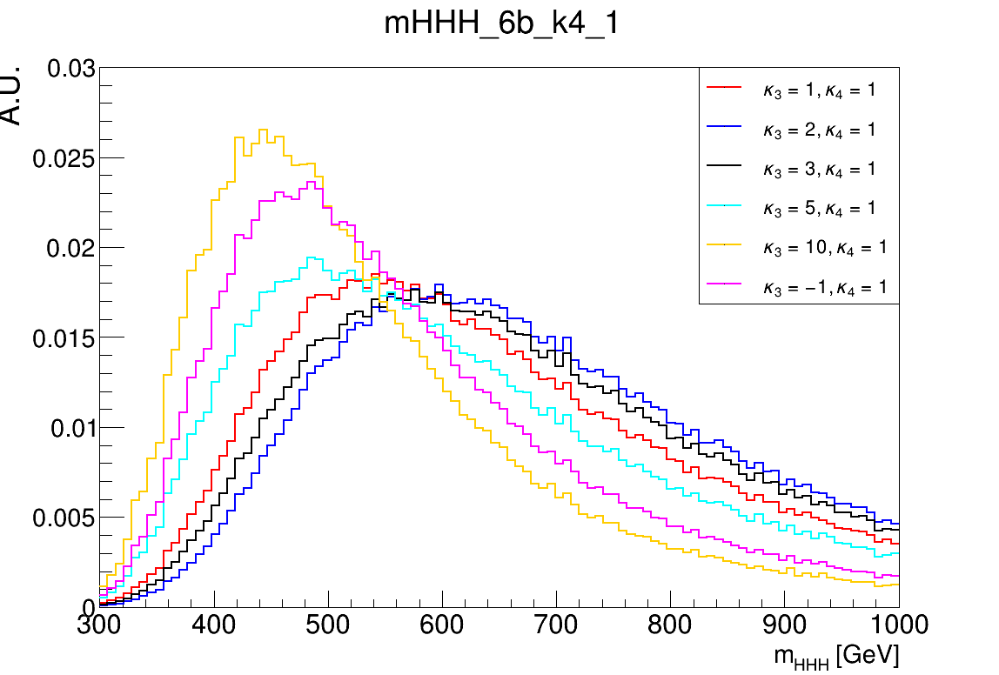 mHHH_6b_k4_1
A.U.
0.03
0.025
0.02
0.015
0.01
0.005
0
κ₃ = 1, κ₄ = 1
κ₃ = 2, κ₄ = 1
κ₃ = 3, κ₄ = 1
κ₃ = 5, κ₄ = 1
κ₃ = 10, κ₄ = 1
κ₃ = −1, κ₄ = 1
300 400 500 600 700 800 900 1000
m_HHH [GeV]